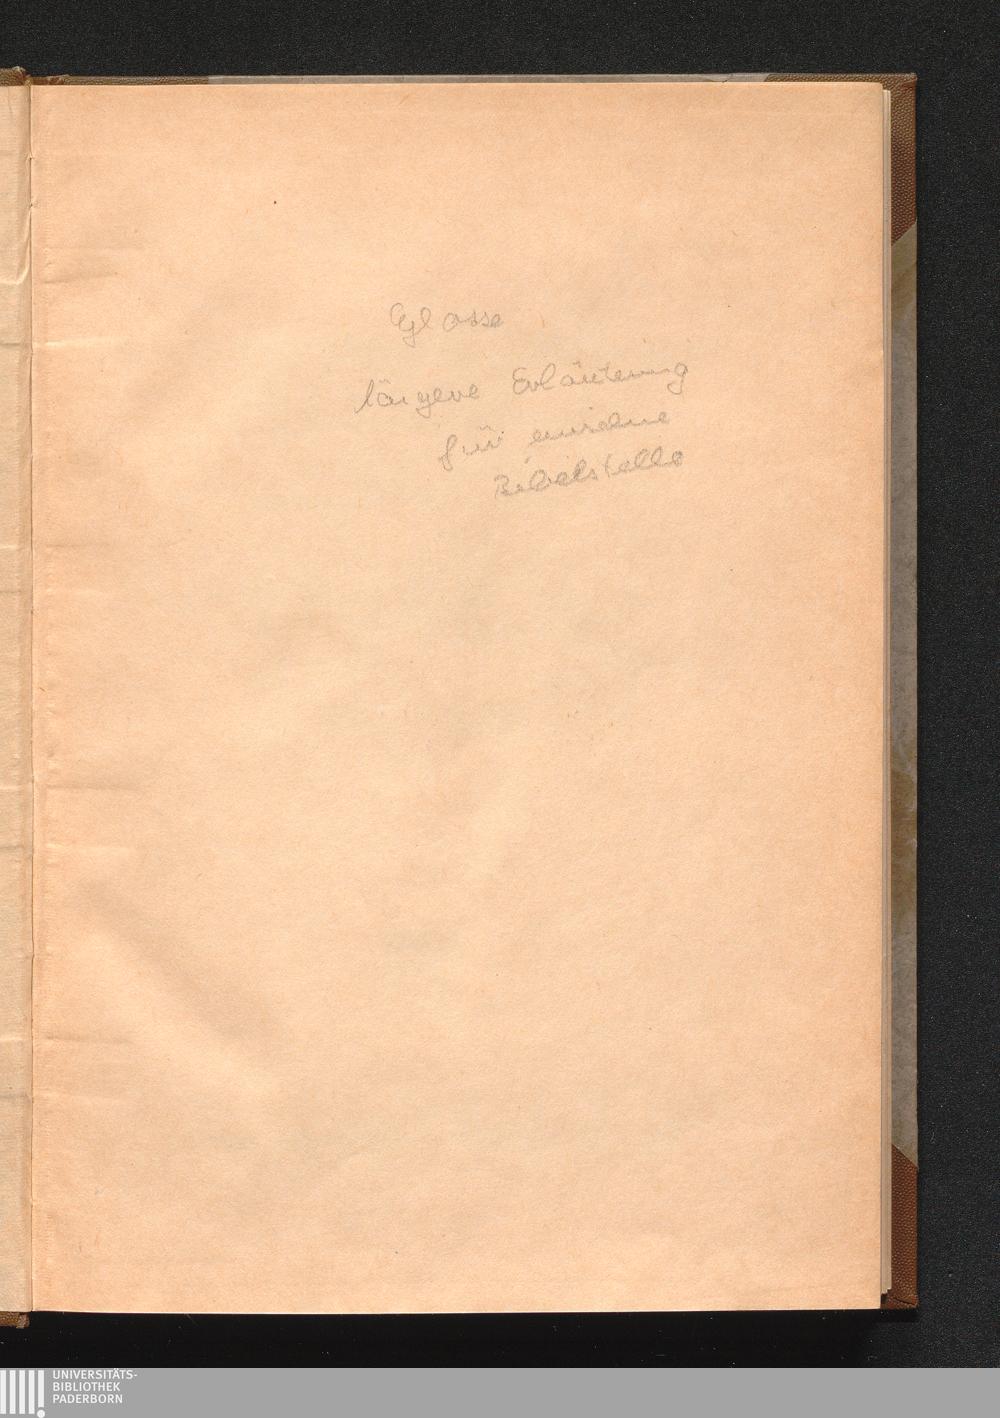 Glosse
längere Erläuterung
für einzelne
Bibelstelle
UNIVERSITÄTS-
BIBLIOTHEK
PADERBORN